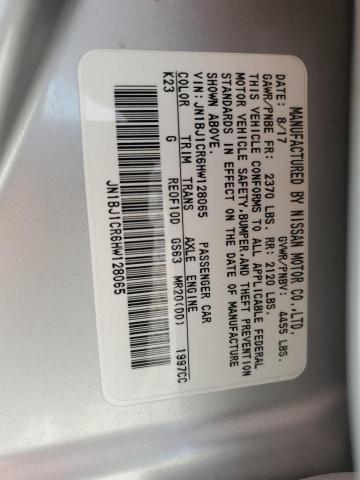 MANUFACTURED BY NISSAN MOTOR CO.,LTD.
DATE: 8/17 GVWR/PNBV: 4455 LBS.
GAWR/PNBE FR: 2370 LBS. RR: 2120 LBS.
THIS VEHICLE CONFORMS TO ALL APPLICABLE FEDERAL
MOTOR VEHICLE SAFETY,BUMPER,AND THEFT PREVENTION
STANDARDS IN EFFECT ON THE DATE OF MANUFACTURE
SHOWN ABOVE.
VIN: JN1BJ1CR6HW128065 PASSENGER CAR
COLOR TRIM TRANS AXLE ENGINE
K23 G RE0F10D GS63 MR20(DD) 1997CC
JN1BJ1CR6HW128065